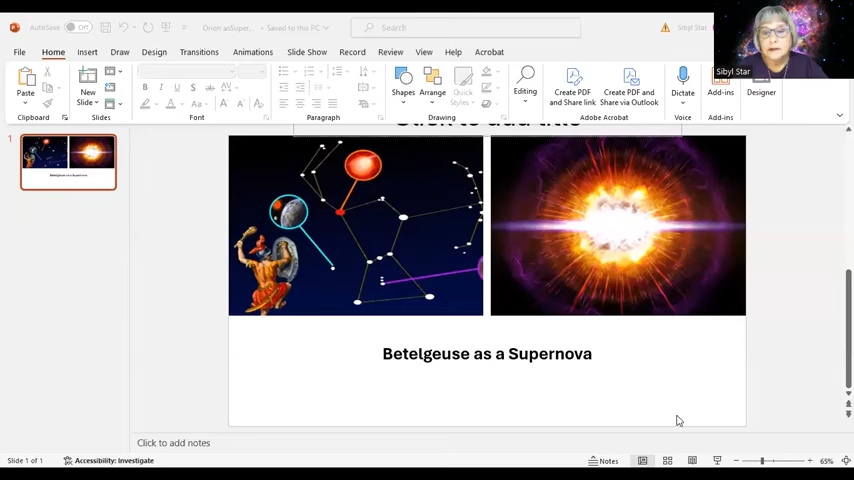 AutoSave Off Orion asSuper... • Saved to this PC Search Sibyl Star
File Home Insert Draw Design Transitions Animations Slide Show Record Review View Help Acrobat
Sibyl Star
Paste New Slide Shapes Arrange Quick Styles Editing Create PDF and Share link Create PDF and Share via Outlook Dictate Add-ins Designer
B I U S
Aa A A
Clipboard Slides Font Paragraph Drawing Adobe Acrobat Voice Add-ins
Click to add title
1
Betelgeuse as a Supernova
Click to add notes
Slide 1 of 1 Accessibility: Investigate Notes 65%